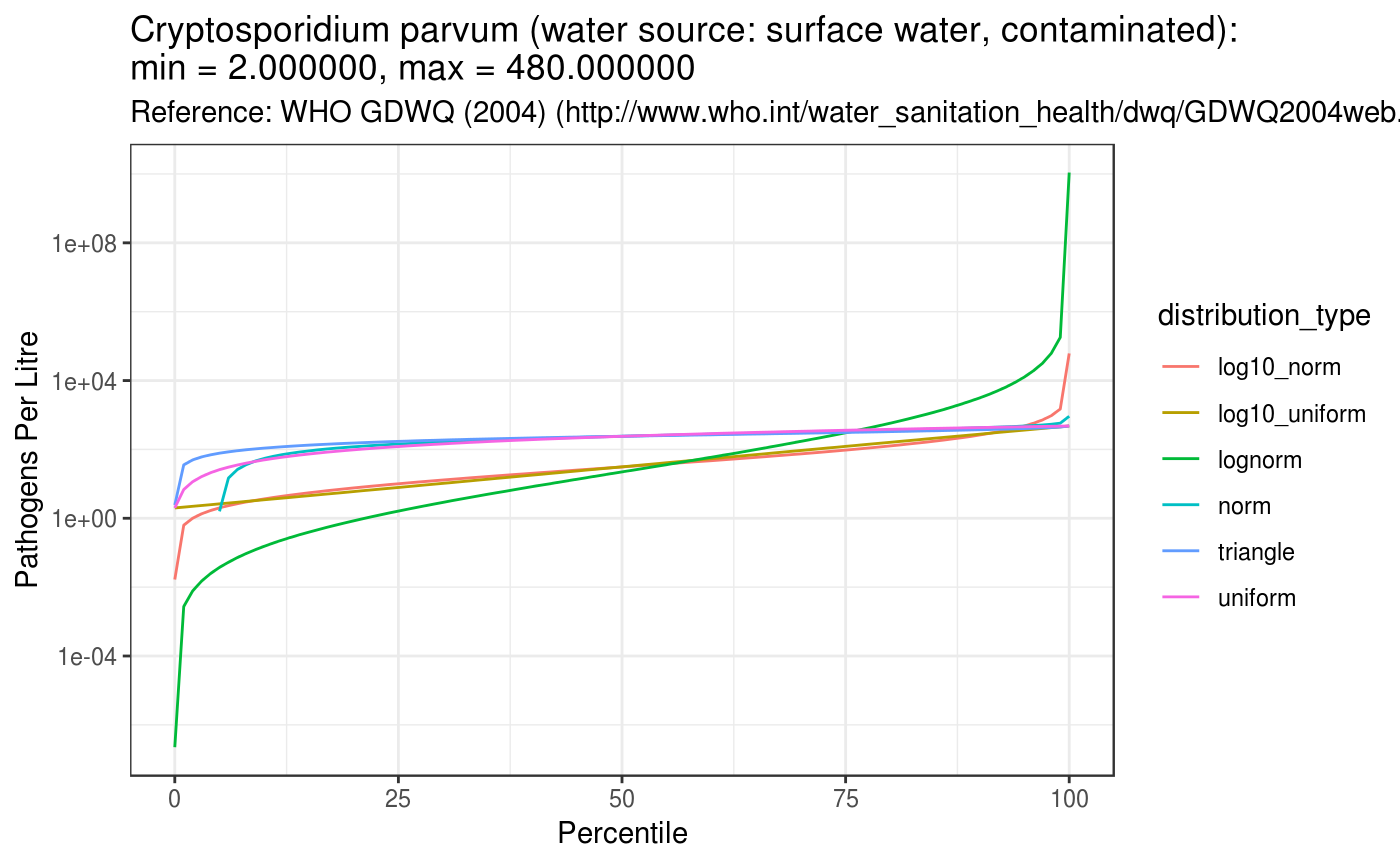 Cryptosporidium parvum (water source: surface water, contaminated):
min = 2.000000, max = 480.000000
Reference: WHO GDWQ (2004) (http://www.who.int/water_sanitation_health/dwq/GDWQ2004web.
Pathogens Per Litre
1e+08
1e+04
1e+00
1e-04
0 25 50 75 100
Percentile
distribution_type
log10_norm
log10_uniform
lognorm
norm
triangle
uniform